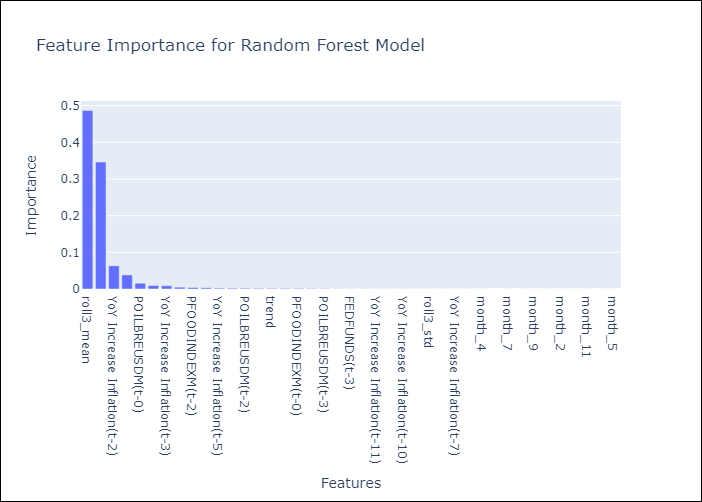 Feature Importance for Random Forest Model
0.5
0.4
0.3
0.2
0.1
0
Importance
roll3_mean
YoY Increase Inflation(t-2)
POILBREUSDM(t-0)
YoY Increase Inflation(t-3)
PFOODINDEXM(t-2)
YoY Increase Inflation(t-5)
POILBREUSDM(t-2)
trend
PFOODINDEXM(t-0)
POILBREUSDM(t-3)
FEDFUNDS(t-3)
YoY Increase Inflation(t-11)
YoY Increase Inflation(t-10)
roll3_std
YoY Increase Inflation(t-7)
month_4
month_7
month_9
month_2
month_11
month_5
Features